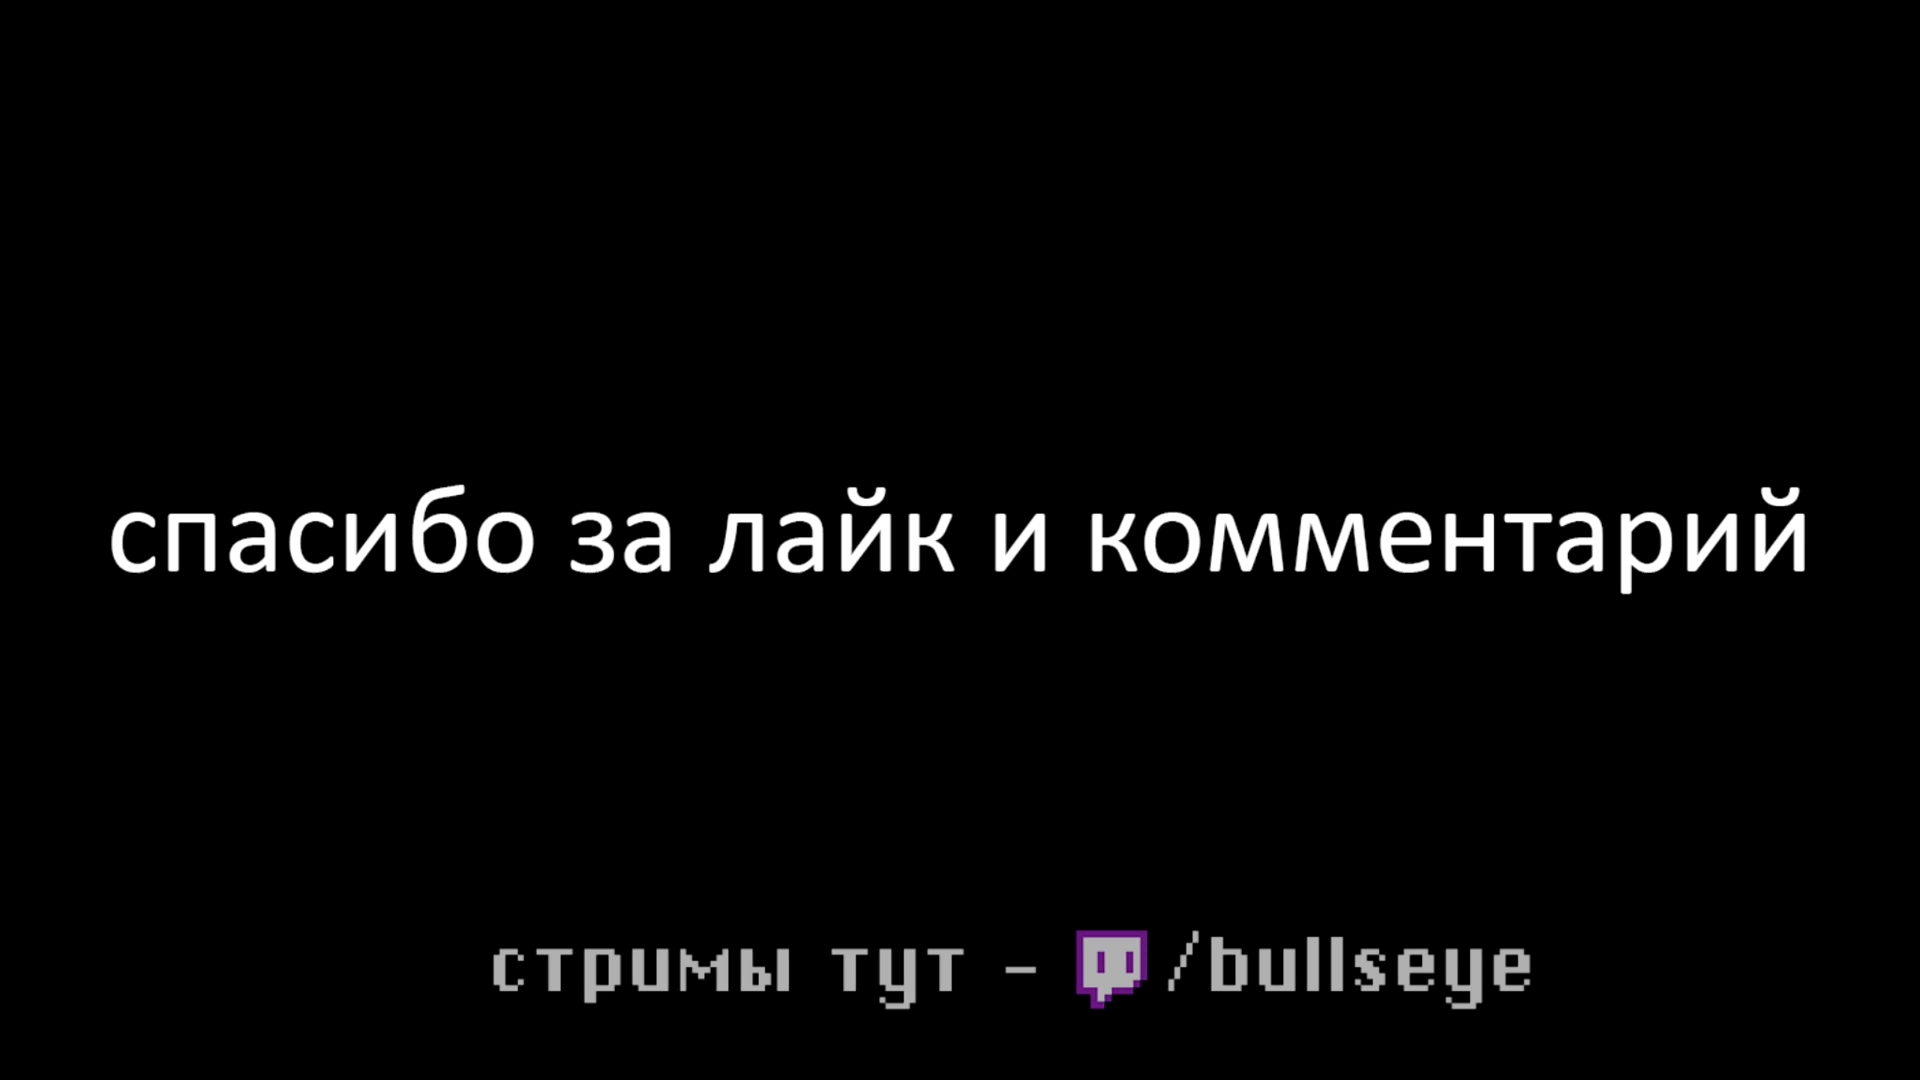 спасибо за лайк и комментарий
стримы тут - /bullseye